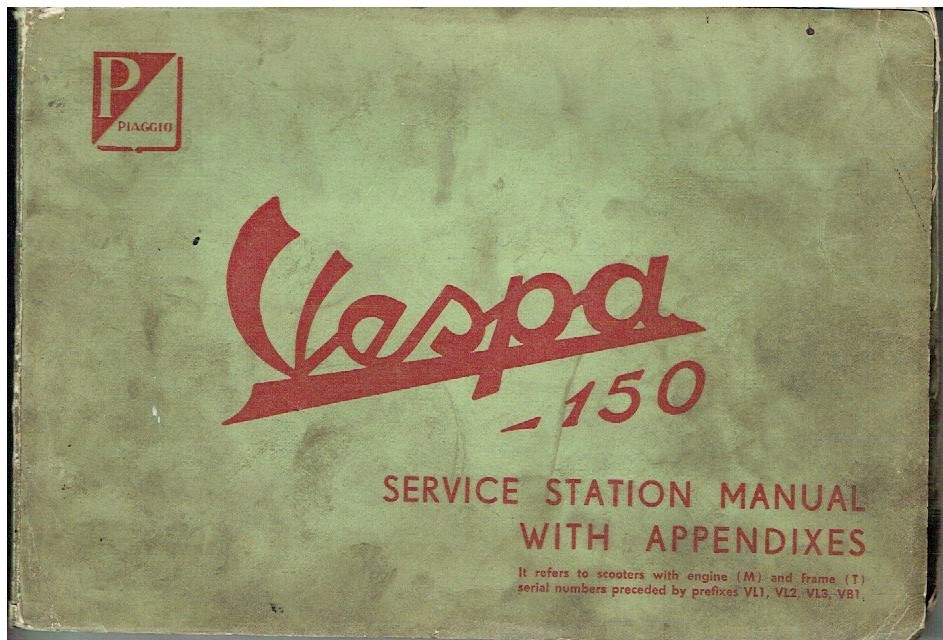 P
PIAGGIO
Vespa
-150
SERVICE STATION MANUAL
WITH APPENDIXES
It refers to scooters with engine (M) and frame (T)
serial numbers preceded by prefixes VL1, VL2, VL3, VB1.